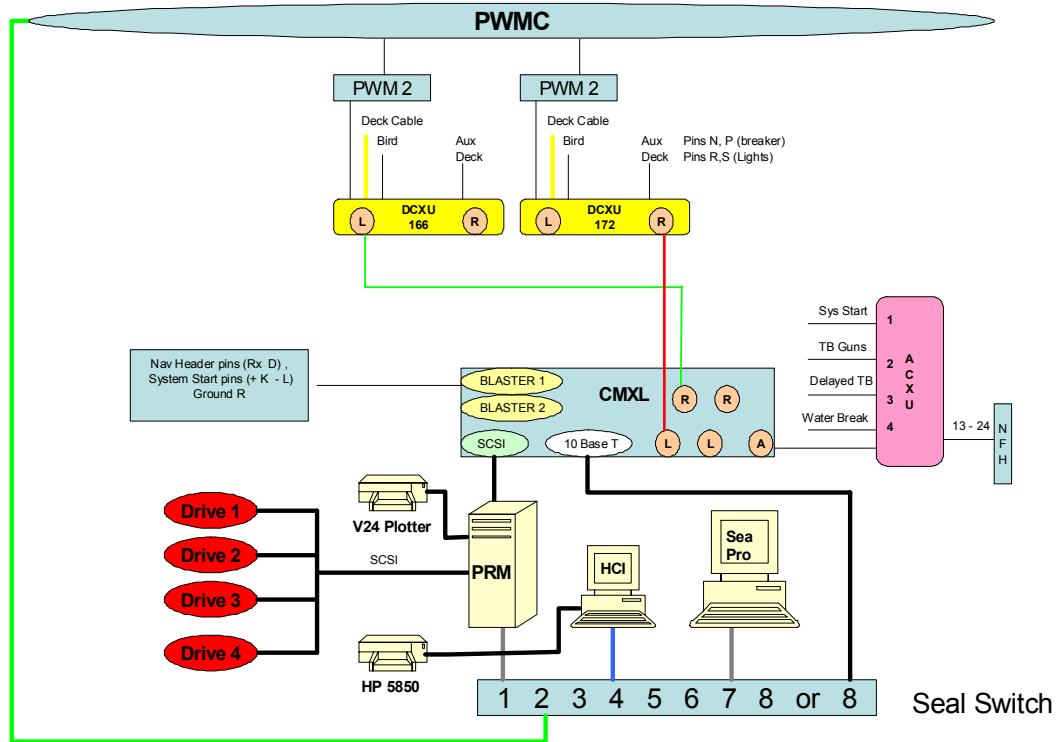 PWMC
PWM 2
PWM 2
Deck Cable
Bird
Aux
Deck
Deck Cable
Bird
Aux
Deck
Pins N, P (breaker)
Pins R,S (Lights)
L
DCXU
166
R
L
DCXU
172
R
Nav Header pins (Rx D) ,
System Start pins (+ K - L)
Ground R
BLASTER 1
BLASTER 2
CMXL
R
R
SCSI
10 Base T
L
L
A
Sys Start
TB Guns
Delayed TB
Water Break
1
2
3
4
A
C
X
U
13 - 24
N
F
H
Drive 1
Drive 2
Drive 3
Drive 4
SCSI
V24 Plotter
PRM
HP 5850
HCI
Sea
Pro
1 2 3 4 5 6 7 8 or 8
Seal Switch